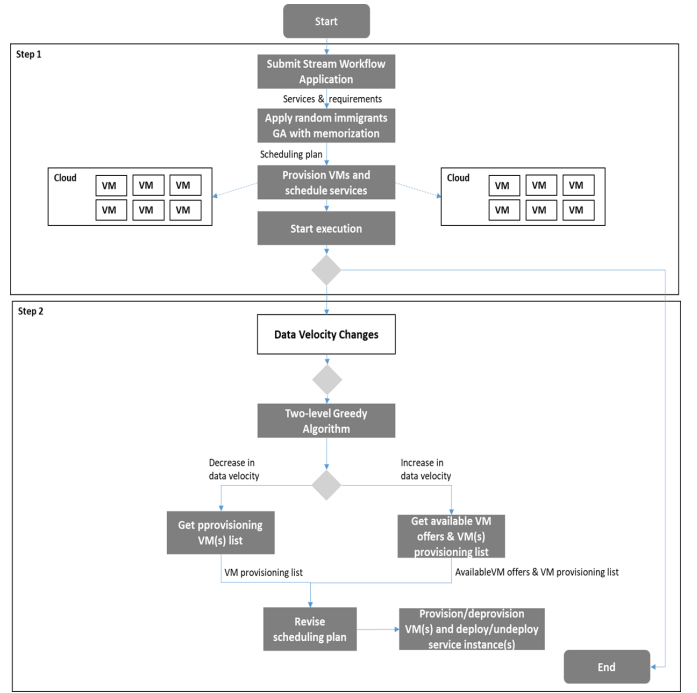 Start
Step 1
Submit Stream Workflow
Application
Services & requirements
Apply random immigrants
GA with memorization
Scheduling plan
Cloud
VM VM VM
VM VM VM
Provision VMs and
schedule services
Cloud
VM VM VM
VM VM VM
Start execution
Step 2
Data Velocity Changes
Two-level Greedy
Algorithm
Decrease in
data velocity
Increase in
data velocity
Get pprovisioning
VM(s) list
Get available VM
offers & VM(s)
provisioning list
VM provisioning list
AvailableVM offers & VM provisioning list
Revise
scheduling plan
Provision/deprovision
VM(s) and deploy/undeploy
service instance(s)
End